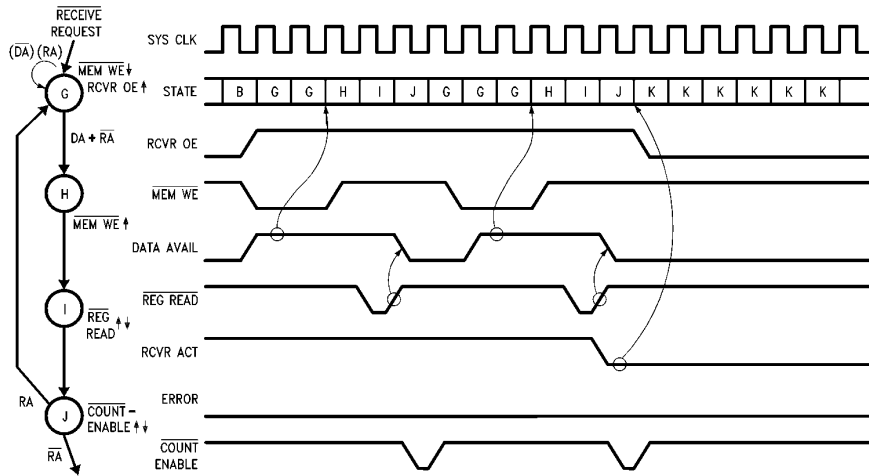 RECEIVE
REQUEST
(DA)(RA)
MEM WE↓
RCVR OE↑
G
DA + RA
H
MEM WE↑
I
REG
READ↑↓
RA
J
COUNT-
ENABLE↑↓
RA
SYS CLK
STATE B G G H I J G G G H I J K K K K K K
RCVR OE
MEM WE
DATA AVAIL
REG READ
RCVR ACT
ERROR
COUNT
ENABLE